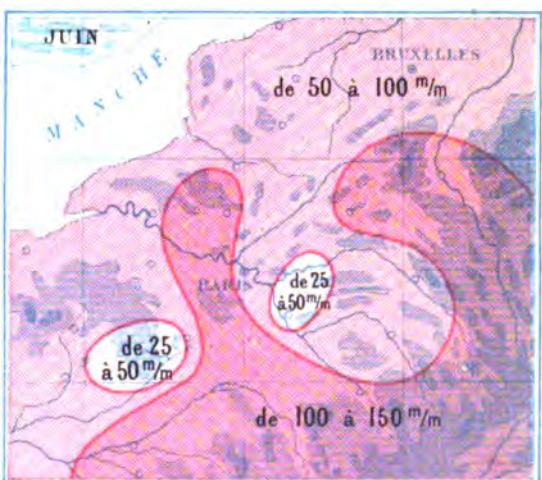 JUIN
MANCHE
BRUXELLES
de 50 à 100 m/m
PARIS
de 25
à 50 m/m
de 25
à 50 m/m
de 100 à 150 m/m